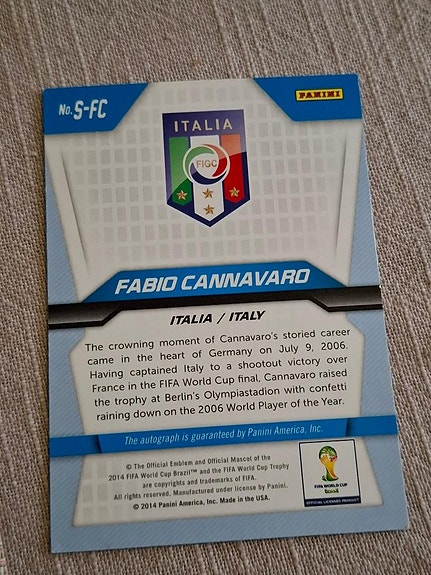 No. S-FC
PANINI
ITALIA
FIGC
FABIO CANNAVARO
ITALIA / ITALY
The crowning moment of Cannavaro's storied career
came in the heart of Germany on July 9, 2006.
Having captained Italy to a shootout victory over
France in the FIFA World Cup final, Cannavaro raised
the trophy at Berlin's Olympiastadion with confetti
raining down on the 2006 World Player of the Year.
The autograph is guaranteed by Panini America, Inc.
© The Official Emblem and Official Mascot of the
2014 FIFA World Cup Brazil™ and the FIFA World Cup Trophy
are copyrights and trademarks of FIFA.
All rights reserved. Manufactured under license by Panini.
© 2014 Panini America, Inc. Made in the USA.
FIFA WORLD CUP
Brasil
OFFICIAL LICENSED PRODUCT